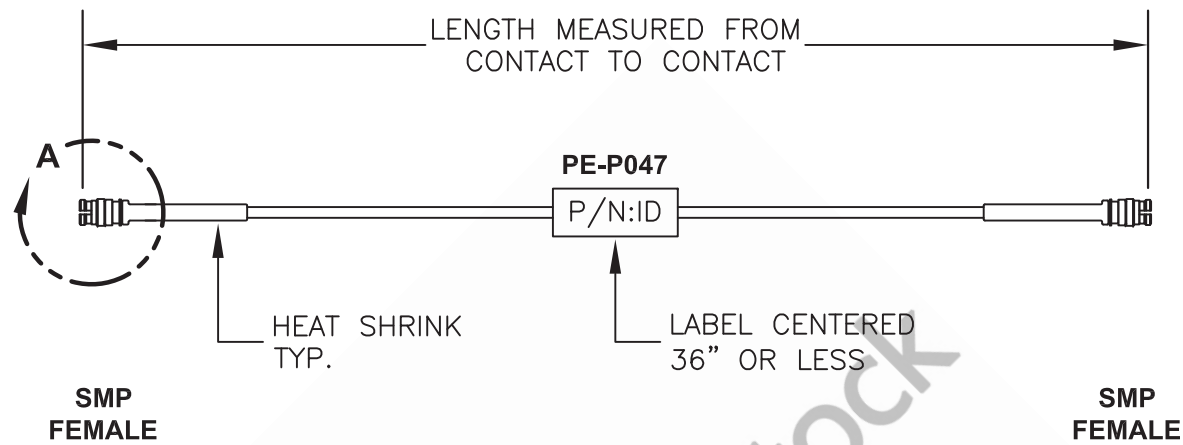 LENGTH MEASURED FROM
CONTACT TO CONTACT
A
PE-P047
P/N:ID
HEAT SHRINK
TYP.
LABEL CENTERED
36” OR LESS
SMP
FEMALE
SMP
FEMALE